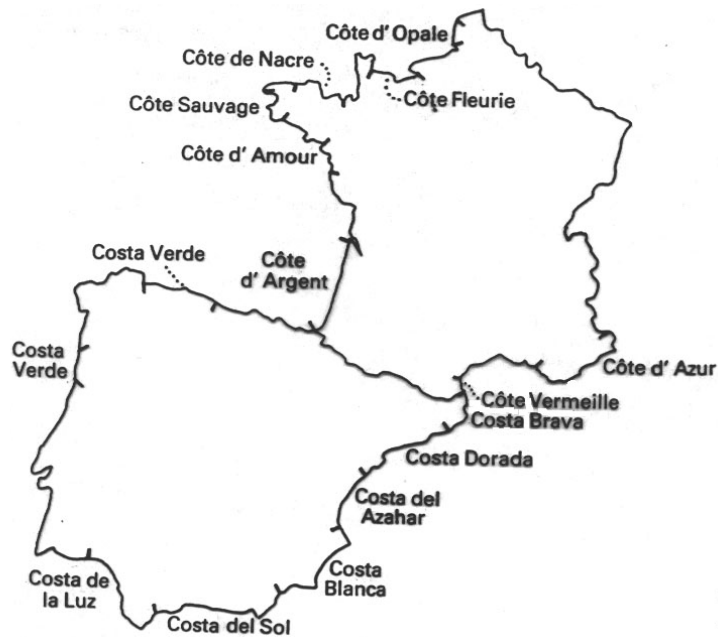 Côte d' Opale
Côte de Nacre
Côte Fleurie
Côte Sauvage
Côte d' Amour
Costa Verde
Côte
d' Argent
Costa
Verde
Côte d' Azur
Côte Vermeille
Costa Brava
Costa Dorada
Costa del
Azahar
Costa
Blanca
Costa de
la Luz
Costa del Sol